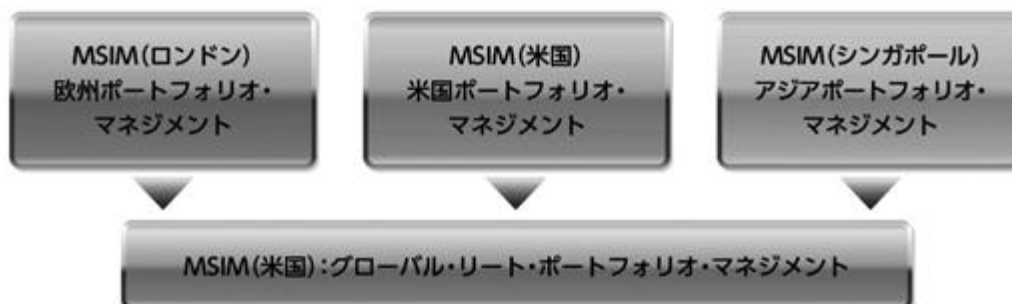 MSIM(ロンドン)
欧州ポートフォリオ・
マネジメント
MSIM(米国)
米国ポートフォリオ・
マネジメント
MSIM(シンガポール)
アジアポートフォリオ・
マネジメント
MSIM(米国):グローバル・リート・ポートフォリオ・マネジメント